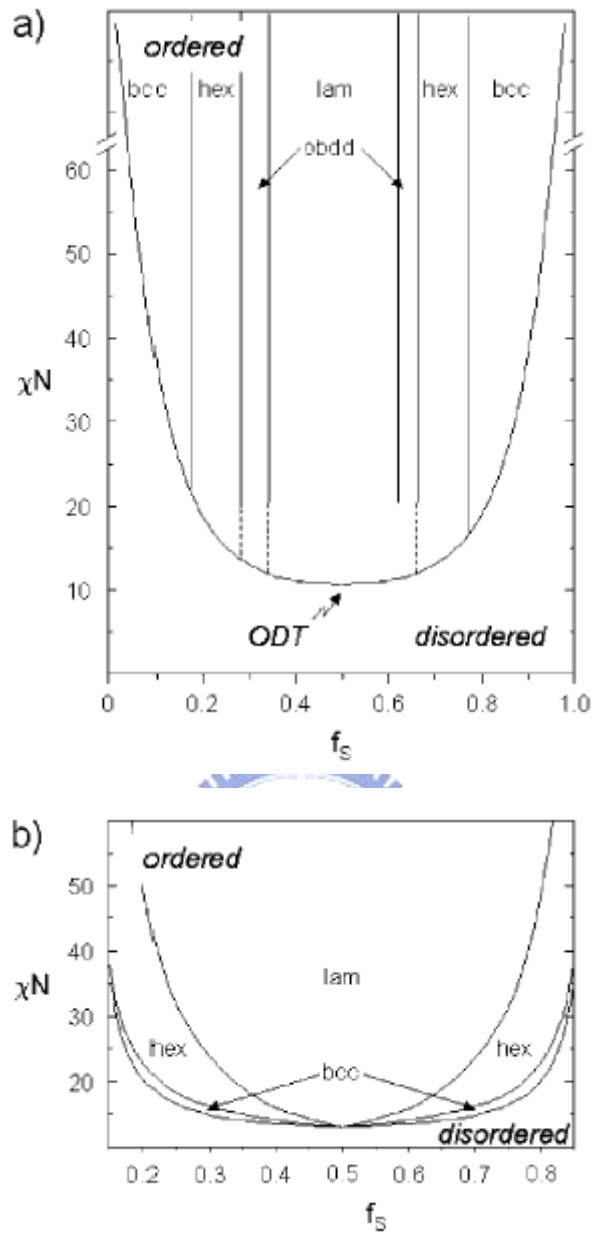 a)
ordered
bcc hex lam hex bcc
obdd
60
50
40
χN
30
20
10
ODT disordered
0 0.2 0.4 0.6 0.8 1.0
fS
b)
ordered
50
40
lam
χN
30
hex hex
bcc
20
disordered
0.2 0.3 0.4 0.5 0.6 0.7 0.8
fS